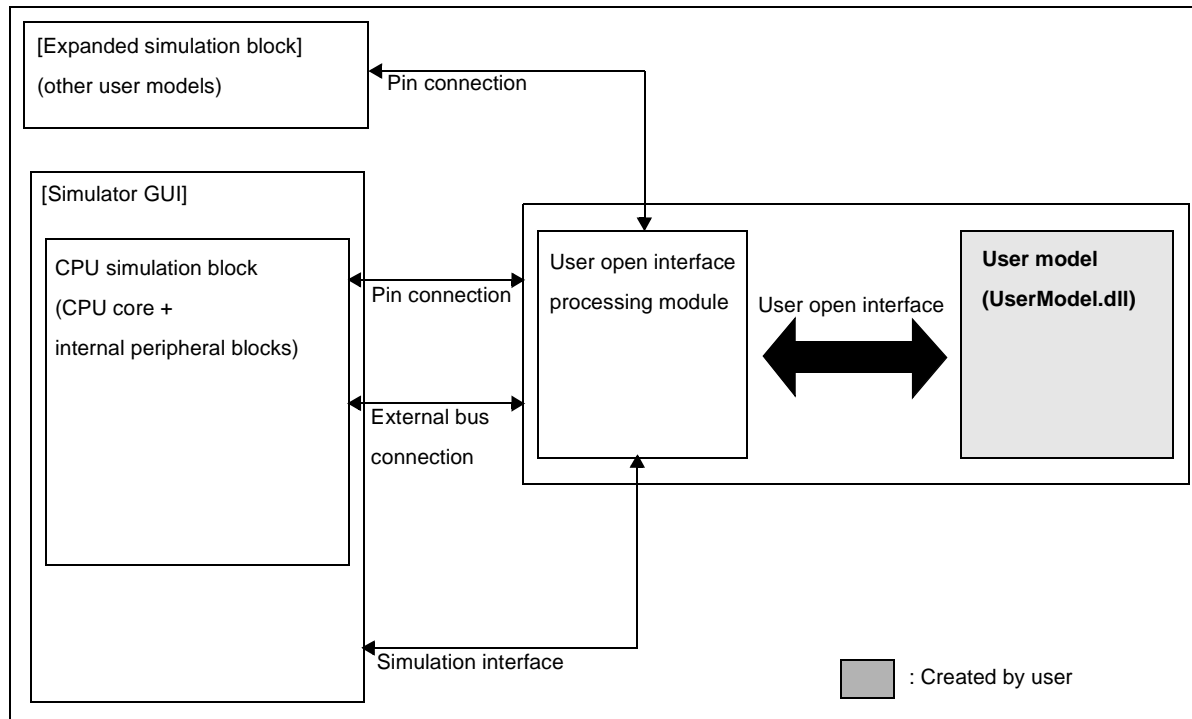 [Expanded simulation block]
(other user models)
Pin connection
[Simulator GUI]
CPU simulation block
(CPU core +
internal peripheral blocks)
Pin connection
External bus
connection
Simulation interface
User open interface
processing module
User open interface
User model
(UserModel.dll)
: Created by user